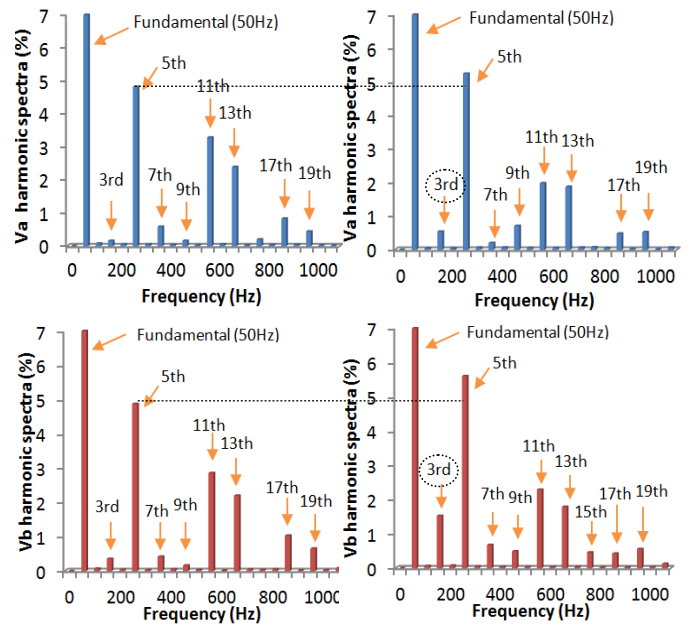 Va harmonic spectra (%)
7
6
5
4
3
2
1
0
Fundamental (50Hz)
5th
11th
13th
3rd
7th
9th
17th
19th
0 200 400 600 800 1000
Frequency (Hz)
Va harmonic spectra (%)
7
6
5
4
3
2
1
0
Fundamental (50Hz)
5th
11th
13th
9th
3rd
7th
17th
19th
0 200 400 600 800 1000
Frequency (Hz)
Vb harmonic spectra (%)
7
6
5
4
3
2
1
0
Fundamental (50Hz)
5th
11th
13th
3rd
7th
9th
17th
19th
0 200 400 600 800 1000
Frequency (Hz)
Vb harmonic spectra (%)
7
6
5
4
3
2
1
0
Fundamental (50Hz)
5th
11th
13th
3rd
7th
9th
15th
17th
19th
0 200 400 600 800 1000
Frequency (Hz)